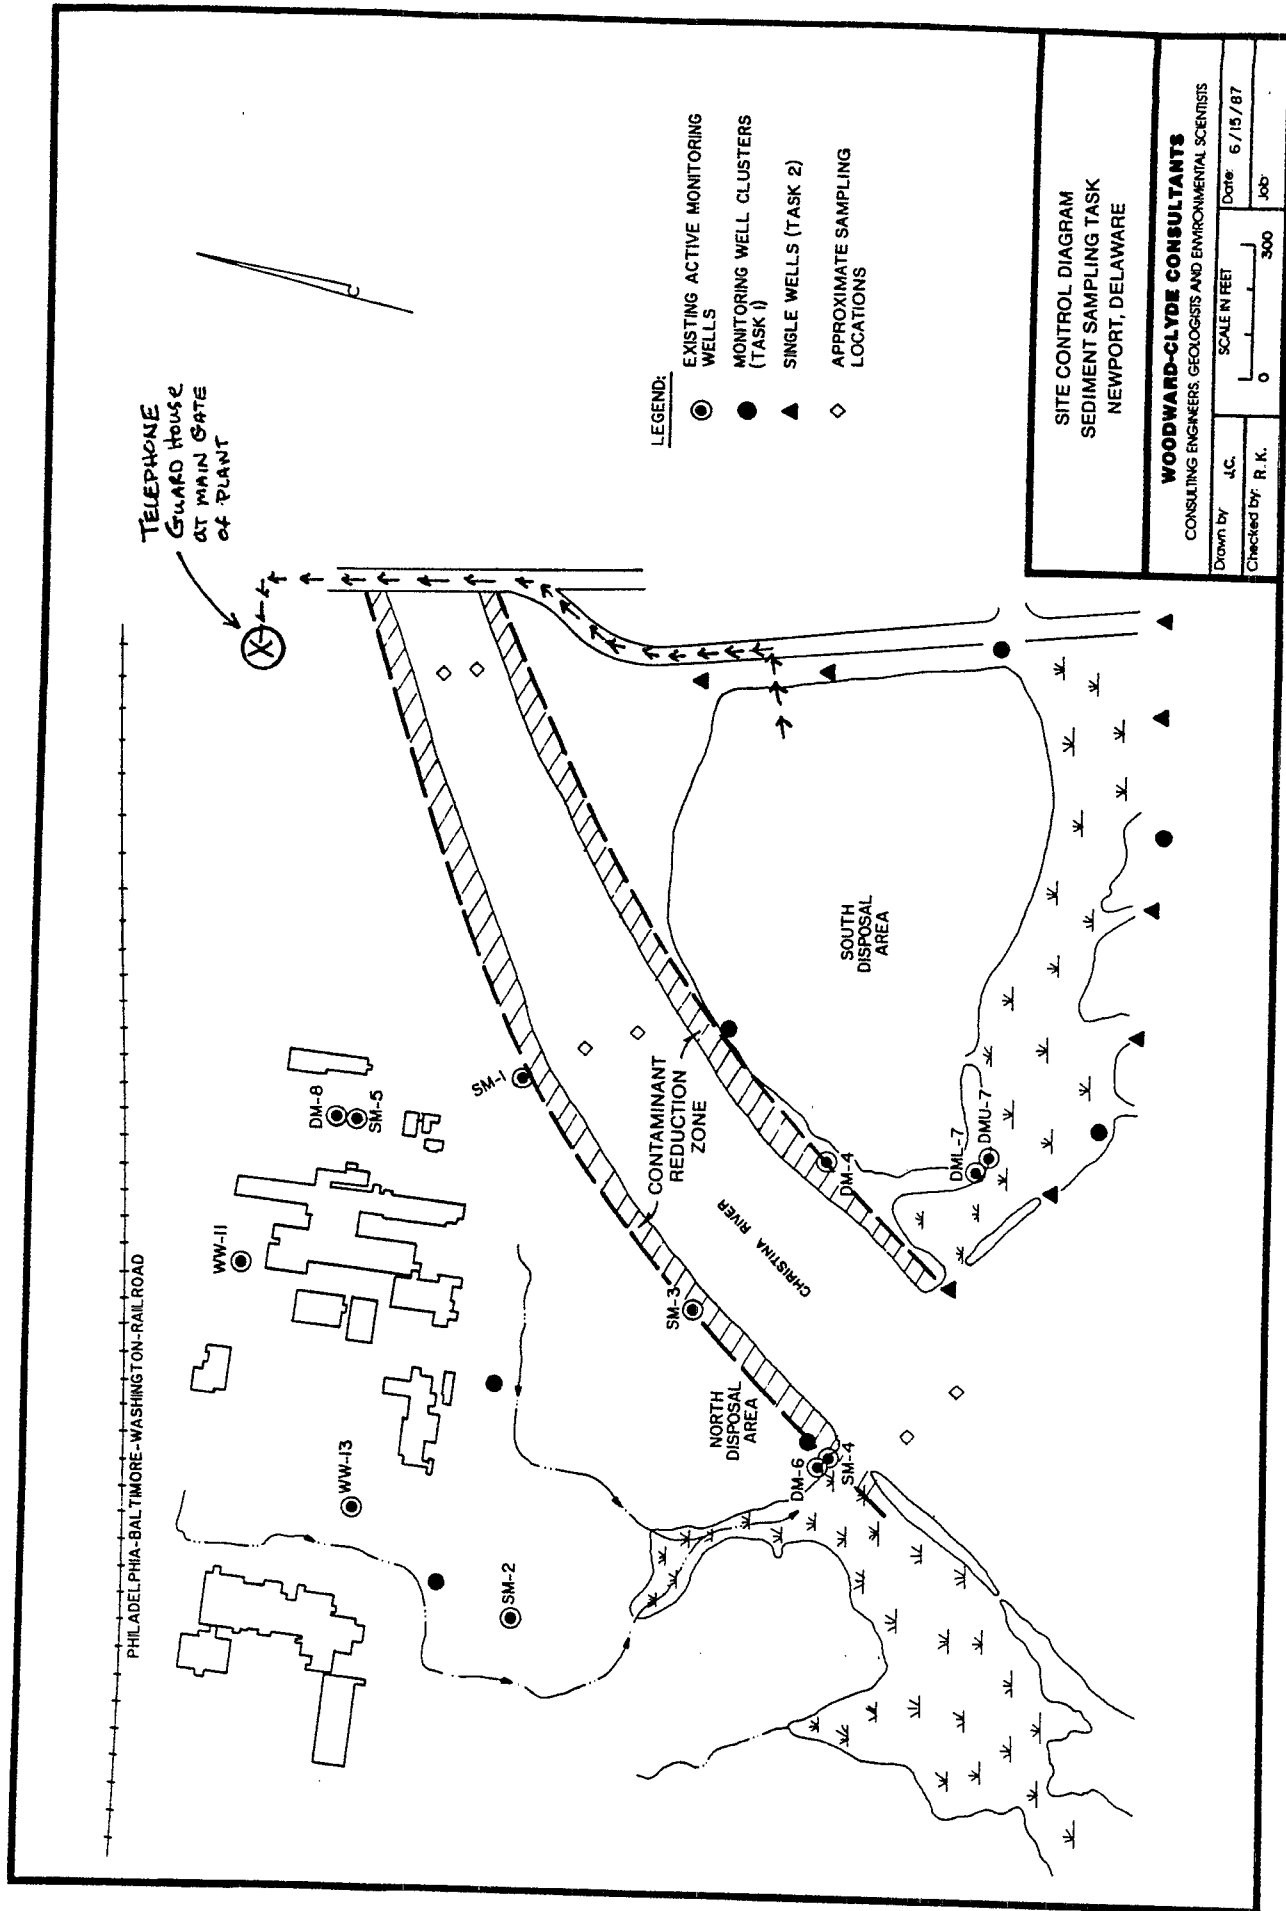 TELEPHONE
GUARD HOUSE
AT MAIN GATE
OF PLANT
X
PHILADELPHIA-BALTIMORE-WASHINGTON-RAILROAD
WW-11
DM-8
SM-5
SM-1
WW-13
SM-2
SM-3
CONTAMINANT
REDUCTION
ZONE
CHRISTINA RIVER
NORTH
DISPOSAL
AREA
SOUTH
DISPOSAL
AREA
DM-4
DML-7
DMU-7
DM-6
SM-4
LEGEND:
EXISTING ACTIVE MONITORING
WELLS
MONITORING WELL CLUSTERS
(TASK 1)
SINGLE WELLS (TASK 2)
APPROXIMATE SAMPLING
LOCATIONS
SITE CONTROL DIAGRAM
SEDIMENT SAMPLING TASK
NEWPORT, DELAWARE
WOODWARD-CLYDE CONSULTANTS
CONSULTING ENGINEERS, GEOLOGISTS AND ENVIRONMENTAL SCIENTISTS
Drawn by J.C.
SCALE IN FEET
Date: 6/15/87
Checked by: R.K.
0 300
Job: